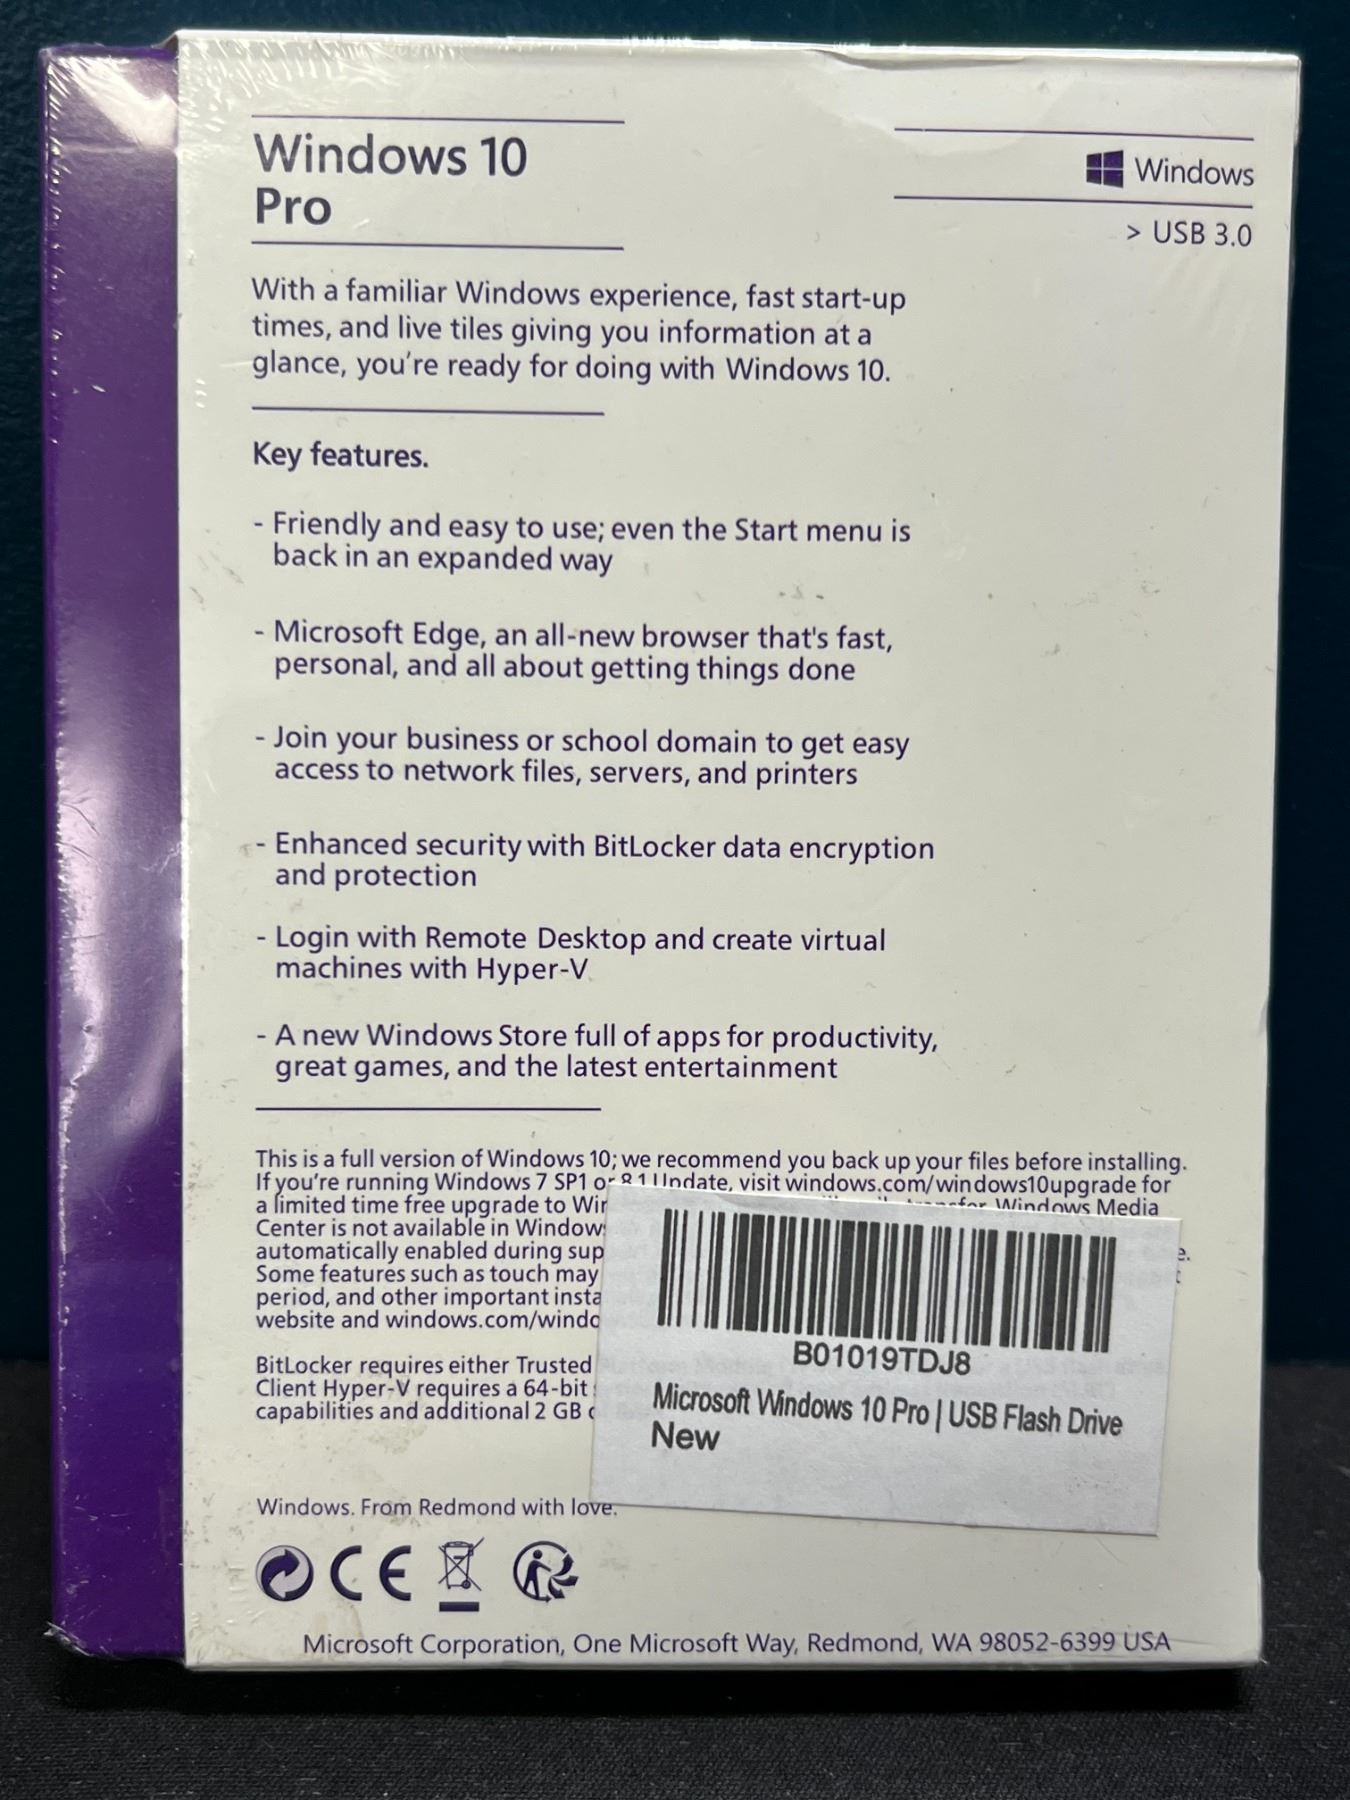 Windows 10
Pro
Windows
> USB 3.0
With a familiar Windows experience, fast start-up
times, and live tiles giving you information at a
glance, you're ready for doing with Windows 10.
Key features.
- Friendly and easy to use; even the Start menu is
back in an expanded way
- Microsoft Edge, an all-new browser that's fast,
personal, and all about getting things done
- Join your business or school domain to get easy
access to network files, servers, and printers
- Enhanced security with BitLocker data encryption
and protection
- Login with Remote Desktop and create virtual
machines with Hyper-V
- A new Windows Store full of apps for productivity,
great games, and the latest entertainment
This is a full version of Windows 10; we recommend you back up your files before installing.
If you're running Windows 7 SP1 or 8.1 Update, visit windows.com/windows10upgrade for
a limited time free upgrade to Windows Media
Center is not available in
automatically enabled during
Some features such as touch may
period, and other important
website and
BitLocker requires either Trusted
Client Hyper-V requires a 64-bit
capabilities and additional 2 GB
B01019TDJ8
Microsoft Windows 10 Pro | USB Flash Drive
New
Windows. From Redmond with love.
CE
Microsoft Corporation, One Microsoft Way, Redmond, WA 98052-6399 USA